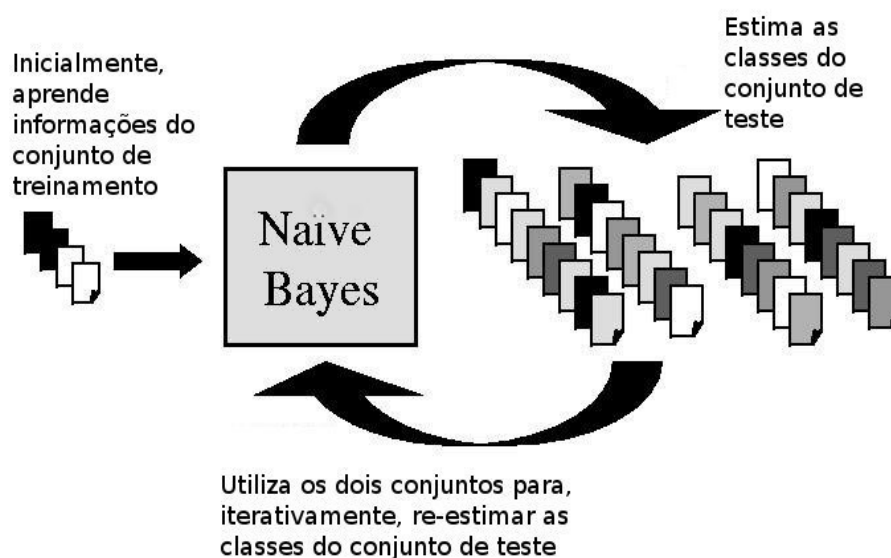 Inicialmente,
aprende
informações do
conjunto de
treinamento
Naïve
Bayes
Estima as
classes do
conjunto de
teste
Utiliza os dois conjuntos para,
iterativamente, re-estimar as
classes do conjunto de teste